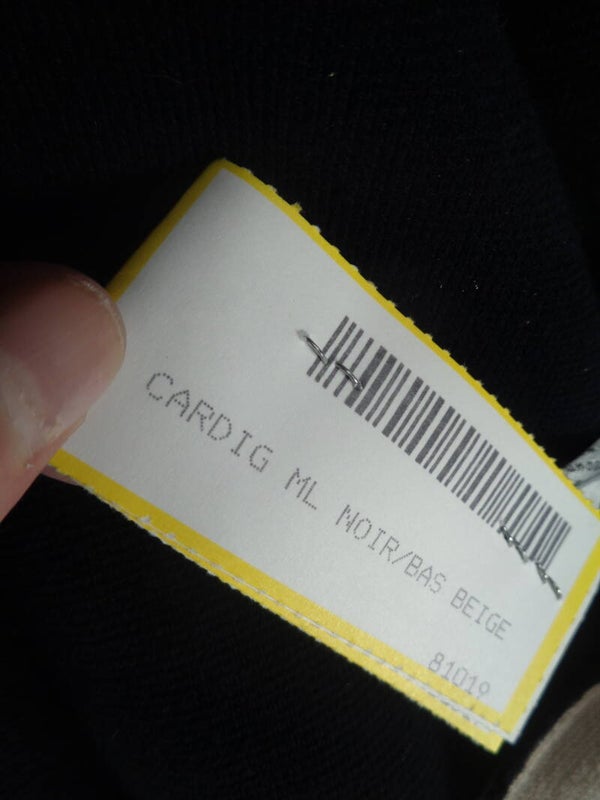 CARDIG ML NOIR/BAS BEIGE
81019